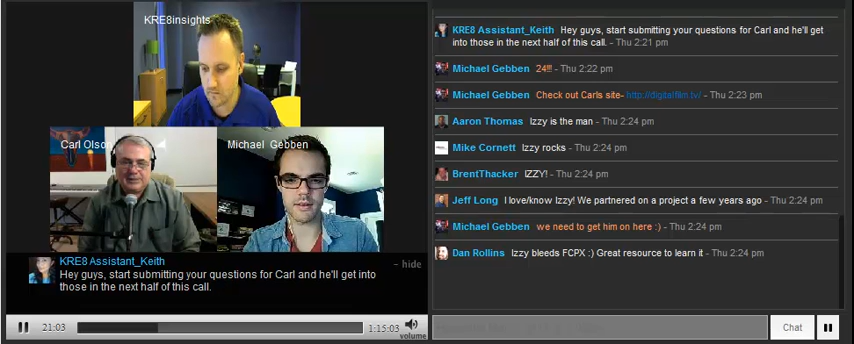 KRE8insights
Carl Olson
Michael Gebben
KRE8 Assistant_Keith
Hey guys, start submitting your questions for Carl and he'll get into
those in the next half of this call.
– hide
21:03
1:15:03
volume
KRE8 Assistant_Keith Hey guys, start submitting your questions for Carl and he'll get
into those in the next half of this call. - Thu 2:21 pm
Michael Gebben 24!!! - Thu 2:22 pm
Michael Gebben Check out Carls site- http://digitalfilm.tv/ - Thu 2:23 pm
Aaron Thomas Izzy is the man - Thu 2:24 pm
Mike Cornett Izzy rocks - Thu 2:24 pm
BrentThacker IZZY! - Thu 2:24 pm
Jeff Long I love/know Izzy! We partnered on a project a few years ago - Thu 2:24 pm
Michael Gebben we need to get him on here :) - Thu 2:24 pm
Dan Rollins Izzy bleeds FCPX :) Great resource to learn it - Thu 2:24 pm
Chat